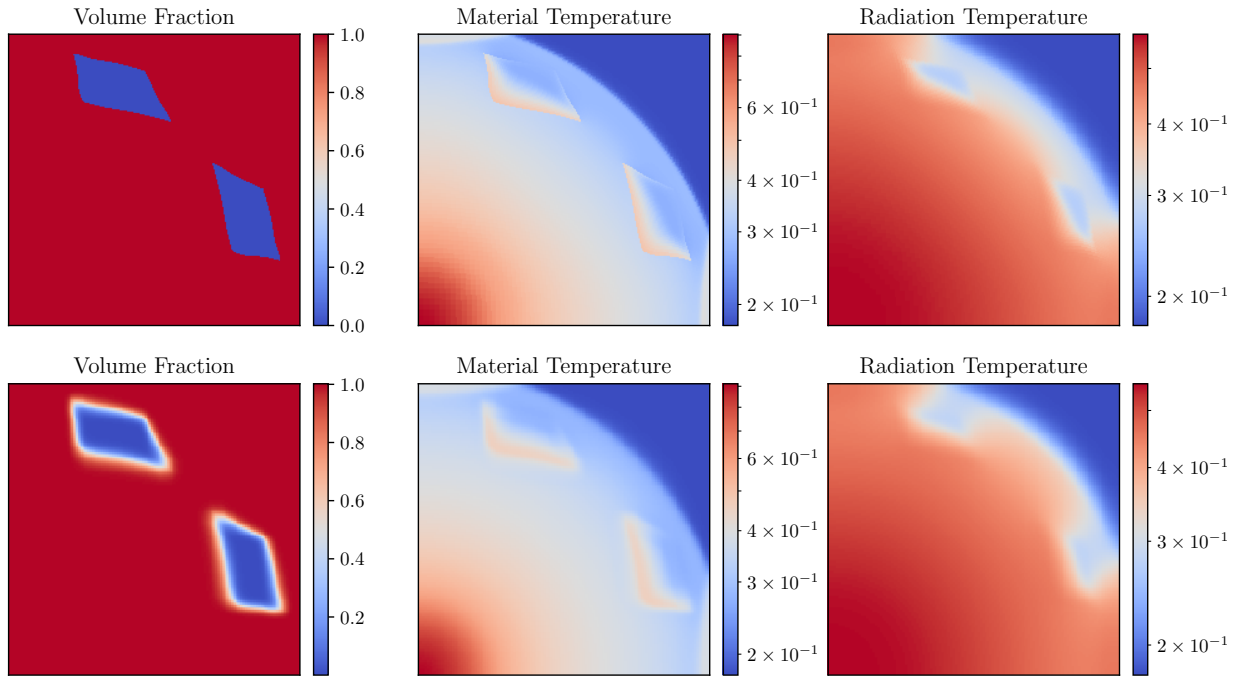 Volume Fraction
Material Temperature
Radiation Temperature
1.0
0.8
0.6
0.4
0.2
0.0
6 × 10⁻¹
4 × 10⁻¹
3 × 10⁻¹
2 × 10⁻¹
4 × 10⁻¹
3 × 10⁻¹
2 × 10⁻¹
Volume Fraction
Material Temperature
Radiation Temperature
1.0
0.8
0.6
0.4
0.2
6 × 10⁻¹
4 × 10⁻¹
3 × 10⁻¹
2 × 10⁻¹
4 × 10⁻¹
3 × 10⁻¹
2 × 10⁻¹